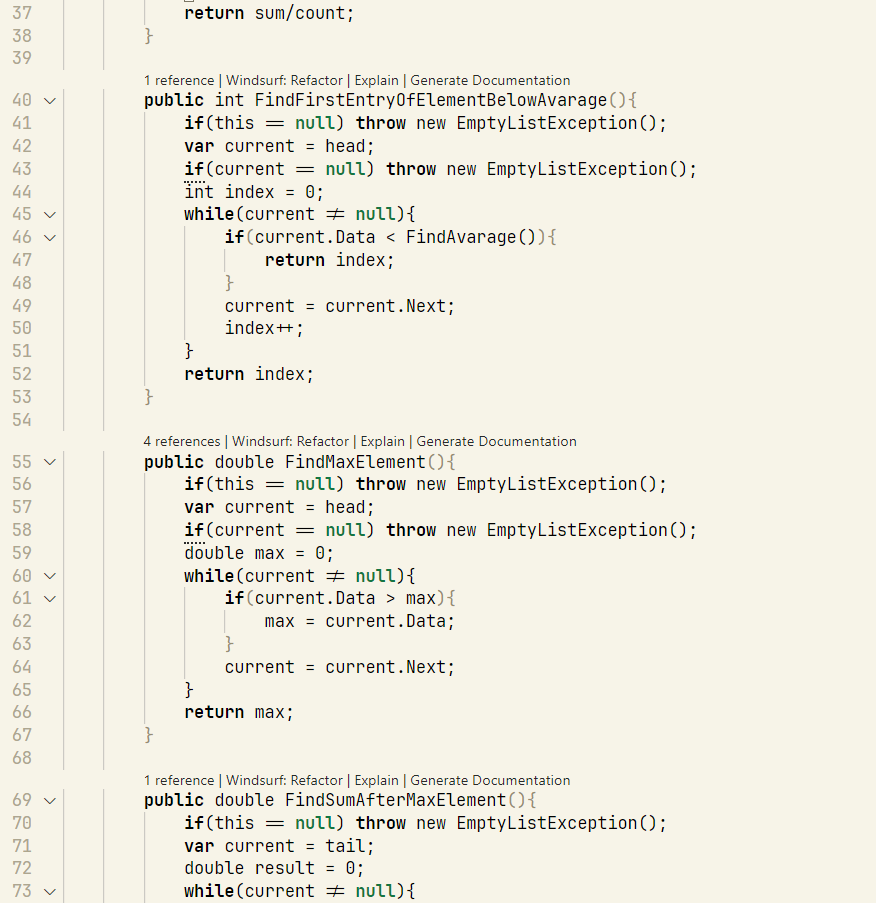 37 return sum/count;
38 }
39
1 reference | Windsurf: Refactor | Explain | Generate Documentation
40 public int FindFirstEntryOfElementBelowAvarage(){
41 if(this == null) throw new EmptyListException();
42 var current = head;
43 if(current == null) throw new EmptyListException();
44 int index = 0;
45 while(current != null){
46 if(current.Data < FindAvarage()){
47 return index;
48 }
49 current = current.Next;
50 index++;
51 }
52 return index;
53 }
54
4 references | Windsurf: Refactor | Explain | Generate Documentation
55 public double FindMaxElement(){
56 if(this == null) throw new EmptyListException();
57 var current = head;
58 if(current == null) throw new EmptyListException();
59 double max = 0;
60 while(current != null){
61 if(current.Data > max){
62 max = current.Data;
63 }
64 current = current.Next;
65 }
66 return max;
67 }
68
1 reference | Windsurf: Refactor | Explain | Generate Documentation
69 public double FindSumAfterMaxElement(){
70 if(this == null) throw new EmptyListException();
71 var current = tail;
72 double result = 0;
73 while(current != null){